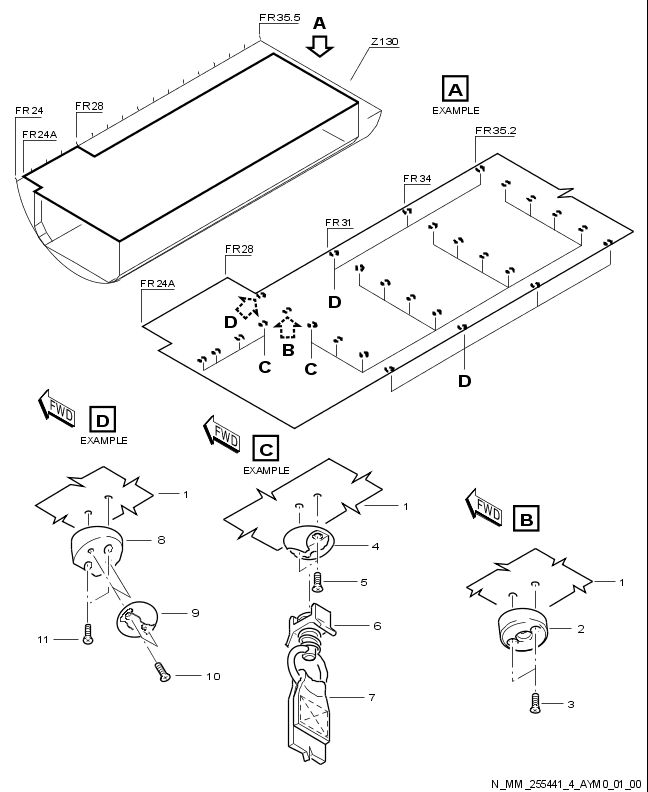 FR35.5
A
Z130
FR24
FR28
FR24A
A
EXAMPLE
FR35.2
FR34
FR31
FR28
FR24A
D
D
B
C
C
D
FWD
D
EXAMPLE
FWD
C
EXAMPLE
FWD
B
1
8
9
10
11
1
4
5
6
7
1
2
3
N_MM_255441_4_AYM0_01_00